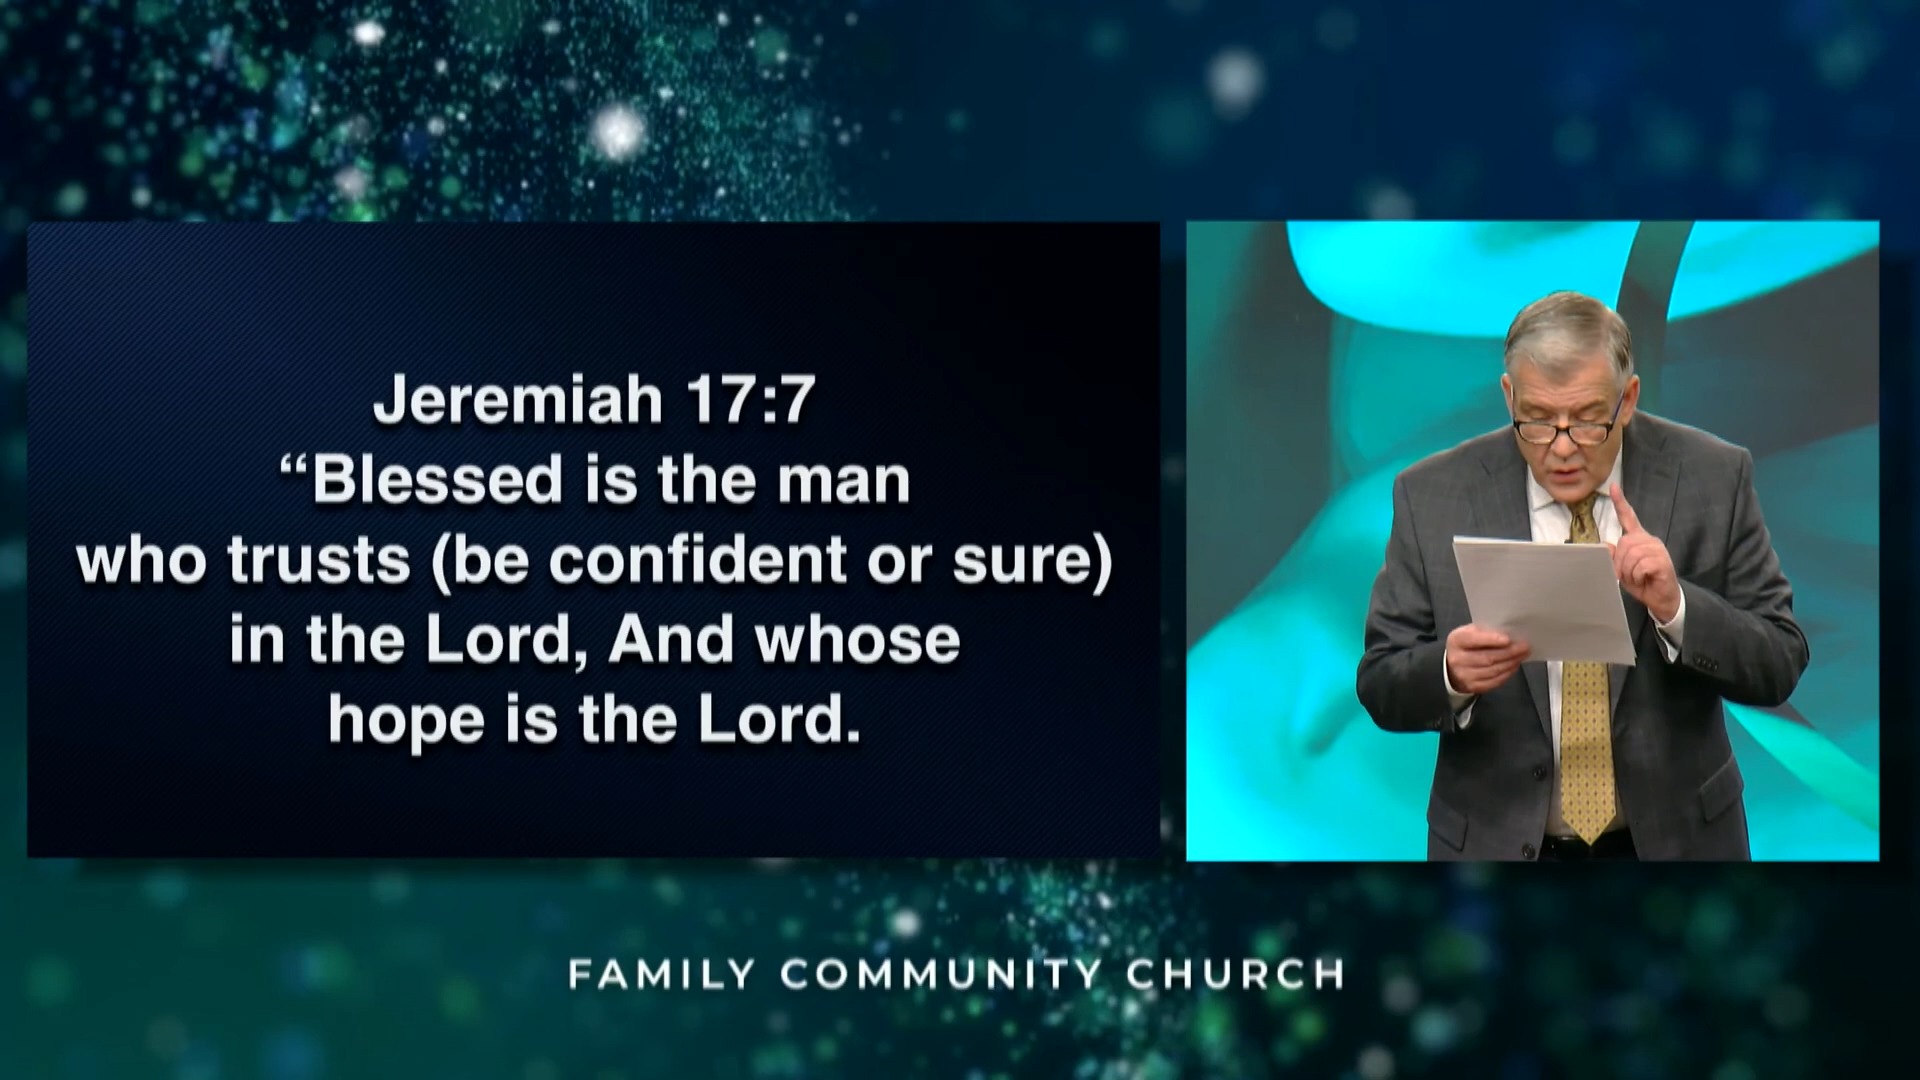 Jeremiah 17:7
“Blessed is the man
who trusts (be confident or sure)
in the Lord, And whose
hope is the Lord.
FAMILY COMMUNITY CHURCH